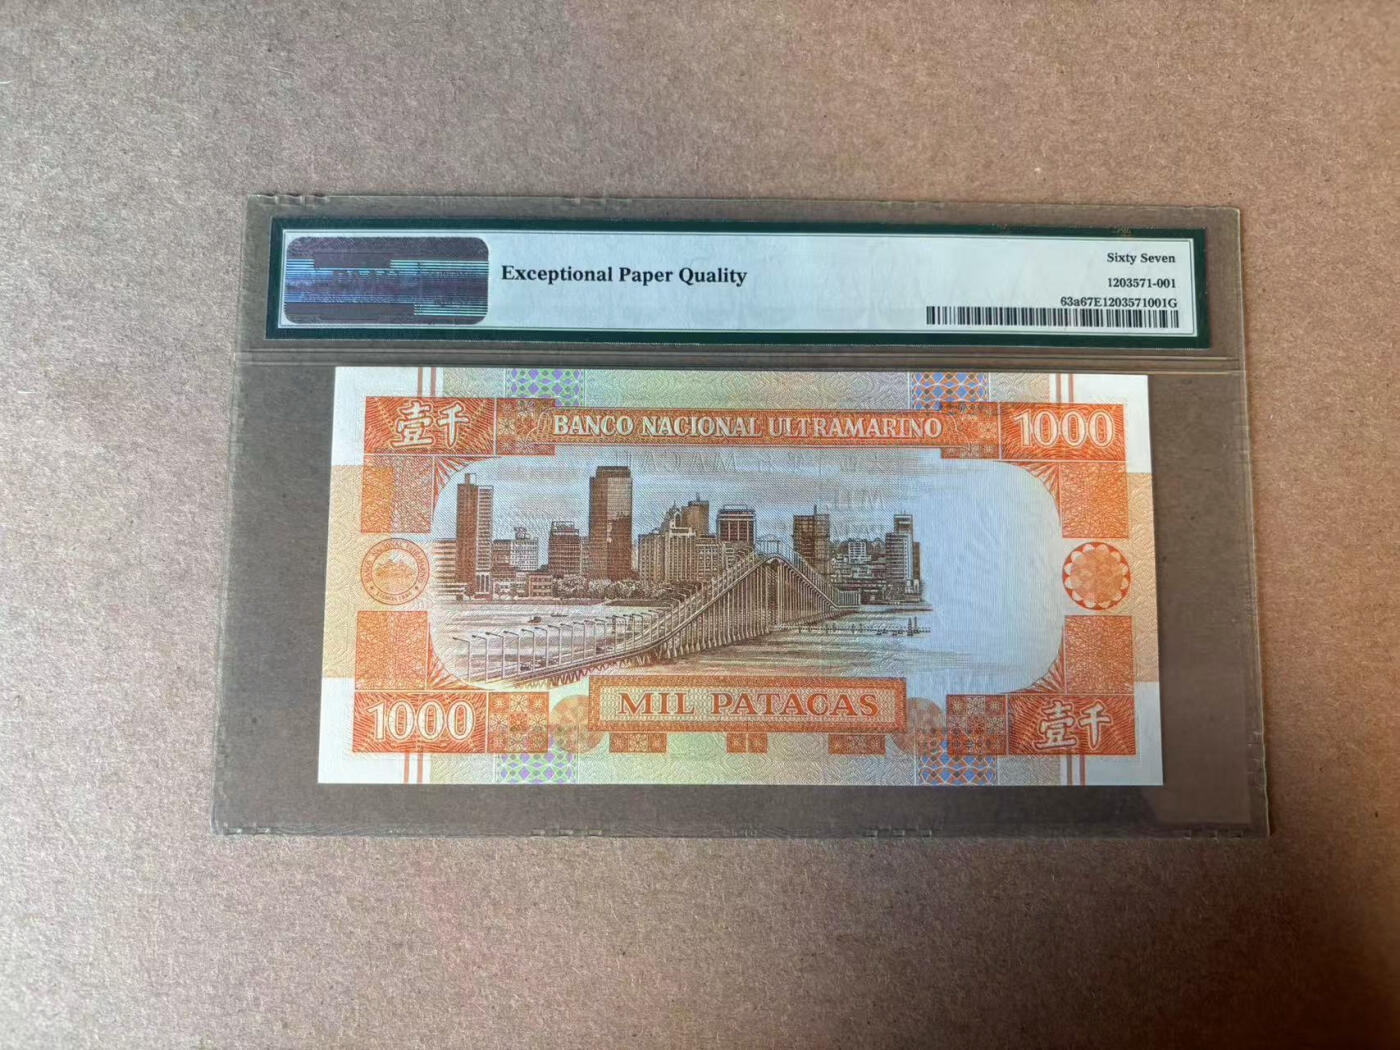 Exceptional Paper Quality
Sixty Seven
1203571-001
63a67E1203571001G
壹千
BANCO NACIONAL ULTRAMARINO
1000
MIL PATACAS
1000
壹千